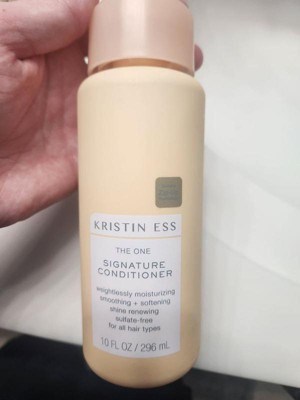 KRISTIN ESS
THE ONE
SIGNATURE
CONDITIONER
weightlessly moisturizing
smoothing + softening
shine renewing
sulfate-free
for all hair types
10 FL OZ / 296 mL